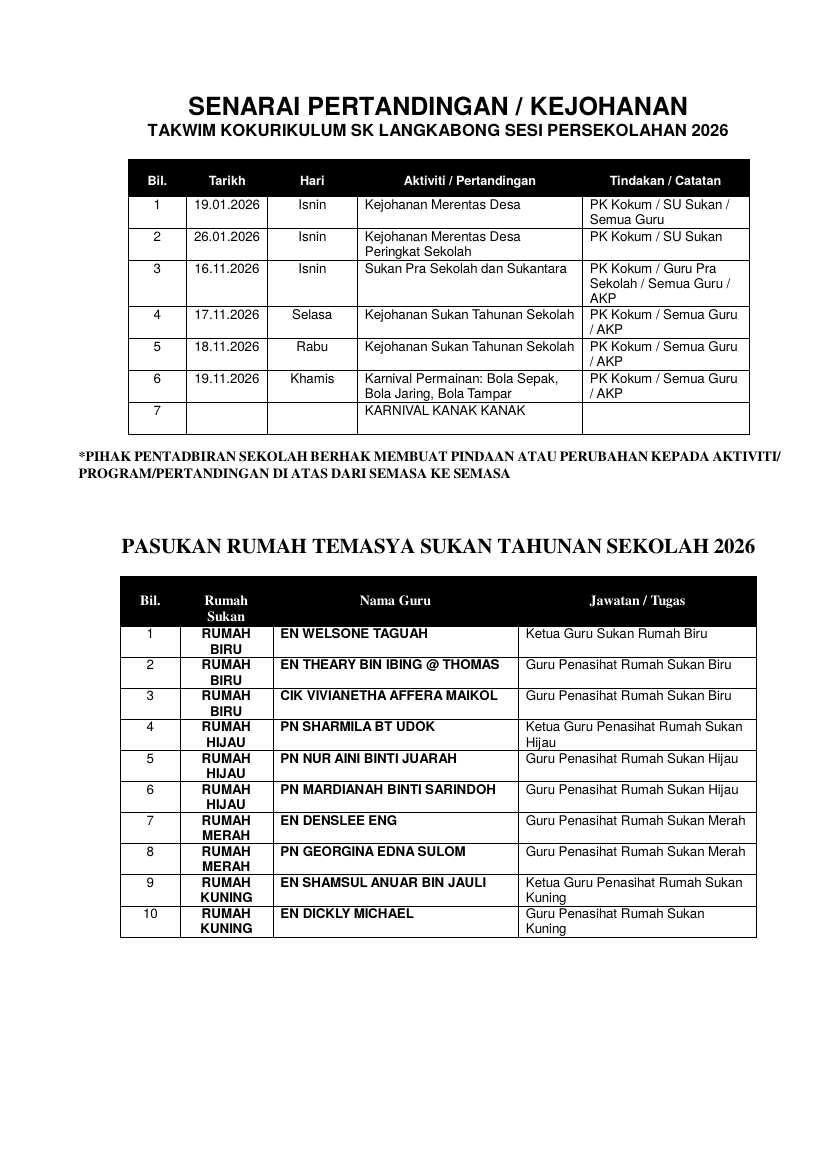 SENARAI PERTANDINGAN / KEJOHANAN
TAKWIM KOKURIKULUM SK LANGKABONG SESI PERSEKOLAHAN 2026
Bil. Tarikh Hari Aktiviti / Pertandingan Tindakan / Catatan
1 19.01.2026 Isnin Kejohanan Merentas Desa PK Kokum / SU Sukan /
Semua Guru
2 26.01.2026 Isnin Kejohanan Merentas Desa PK Kokum / SU Sukan
Peringkat Sekolah
3 16.11.2026 Isnin Sukan Pra Sekolah dan Sukantara PK Kokum / Guru Pra
Sekolah / Semua Guru /
AKP
4 17.11.2026 Selasa Kejohanan Sukan Tahunan Sekolah PK Kokum / Semua Guru
/ AKP
5 18.11.2026 Rabu Kejohanan Sukan Tahunan Sekolah PK Kokum / Semua Guru
/ AKP
6 19.11.2026 Khamis Karnival Permainan: Bola Sepak, PK Kokum / Semua Guru
Bola Jaring, Bola Tampar / AKP
7 KARNIVAL KANAK KANAK
*PIHAK PENTADBIRAN SEKOLAH BERHAK MEMBUAT PINDAAN ATAU PERUBAHAN KEPADA AKTIVITI/
PROGRAM/PERTANDINGAN DI ATAS DARI SEMASA KE SEMASA
PASUKAN RUMAH TEMASYA SUKAN TAHUNAN SEKOLAH 2026
Bil. Rumah Nama Guru Jawatan / Tugas
Sukan
1 RUMAH EN WELSONE TAGUAH Ketua Guru Sukan Rumah Biru
BIRU
2 RUMAH EN THEARY BIN IBING @ THOMAS Guru Penasihat Rumah Sukan Biru
BIRU
3 RUMAH CIK VIVIANETHA AFFERA MAIKOL Guru Penasihat Rumah Sukan Biru
BIRU
4 RUMAH PN SHARMILA BT UDOK Ketua Guru Penasihat Rumah Sukan
HIJAU Hijau
5 RUMAH PN NUR AINI BINTI JUARAH Guru Penasihat Rumah Sukan Hijau
HIJAU
6 RUMAH PN MARDIANAH BINTI SARINDOH Guru Penasihat Rumah Sukan Hijau
HIJAU
7 RUMAH EN DENSLEE ENG Guru Penasihat Rumah Sukan Merah
MERAH
8 RUMAH PN GEORGINA EDNA SULOM Guru Penasihat Rumah Sukan Merah
MERAH
9 RUMAH EN SHAMSUL ANUAR BIN JAULI Ketua Guru Penasihat Rumah Sukan
KUNING Kuning
10 RUMAH EN DICKLY MICHAEL Guru Penasihat Rumah Sukan
KUNING Kuning